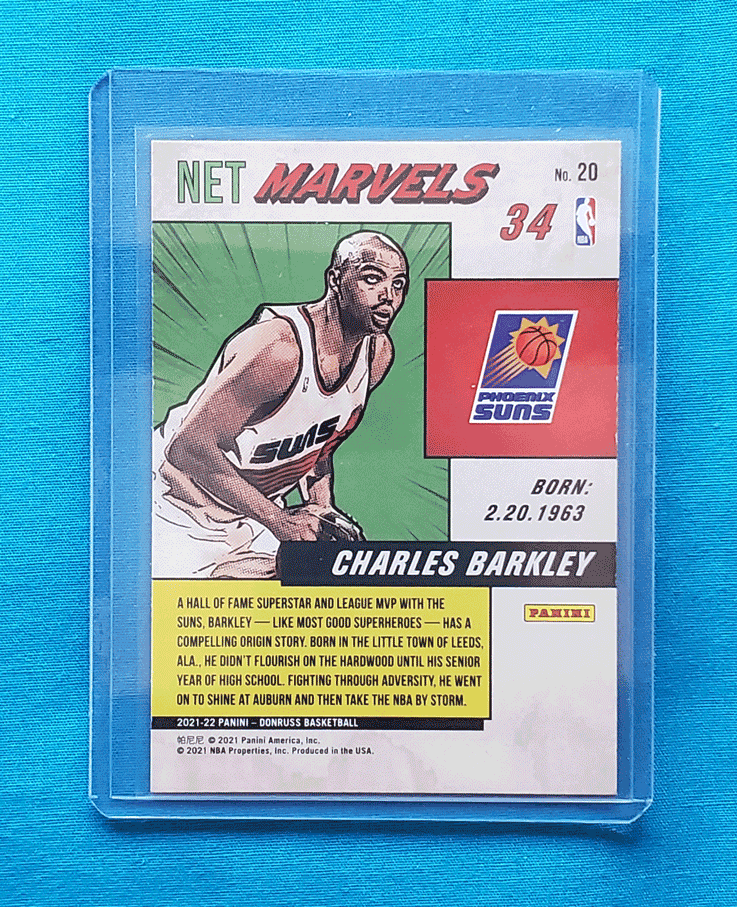 NET MARVELS
No. 20
34
NBA
PHOENIX
SUNS
SUNS
BORN:
2.20.1963
CHARLES BARKLEY
A HALL OF FAME SUPERSTAR AND LEAGUE MVP WITH THE
SUNS, BARKLEY — LIKE MOST GOOD SUPERHEROES — HAS A
COMPELLING ORIGIN STORY. BORN IN THE LITTLE TOWN OF LEEDS,
ALA., HE DIDN'T FLOURISH ON THE HARDWOOD UNTIL HIS SENIOR
YEAR OF HIGH SCHOOL. FIGHTING THROUGH ADVERSITY, HE WENT
ON TO SHINE AT AUBURN AND THEN TAKE THE NBA BY STORM.
PANINI
2021-22 PANINI – DONRUSS BASKETBALL
帕尼尼 © 2021 Panini America, Inc.
© 2021 NBA Properties, Inc. Produced in the USA.